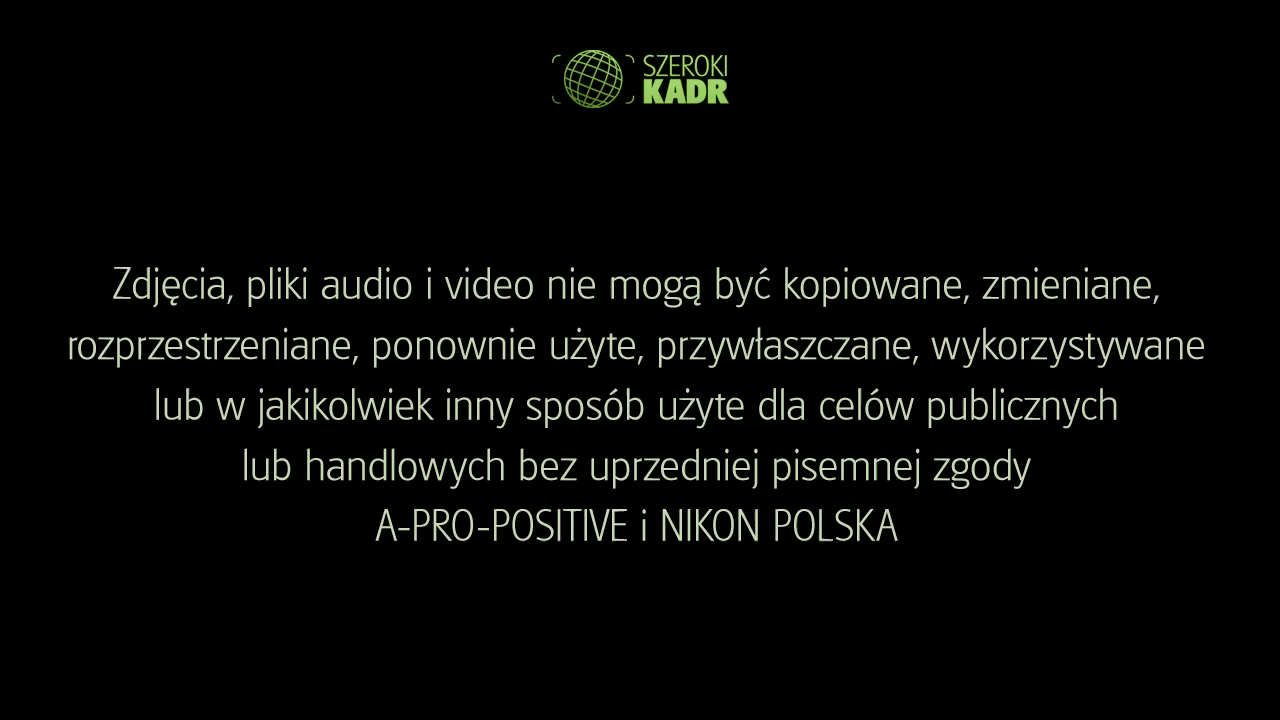 SZEROKI
KADR
Zdjęcia, pliki audio i video nie mogą być kopiowane, zmieniane,
rozprzestrzeniane, ponownie użyte, przywłaszczane, wykorzystywane
lub w jakikolwiek inny sposób użyte dla celów publicznych
lub handlowych bez uprzedniej pisemnej zgody
A-PRO-POSITIVE i NIKON POLSKA